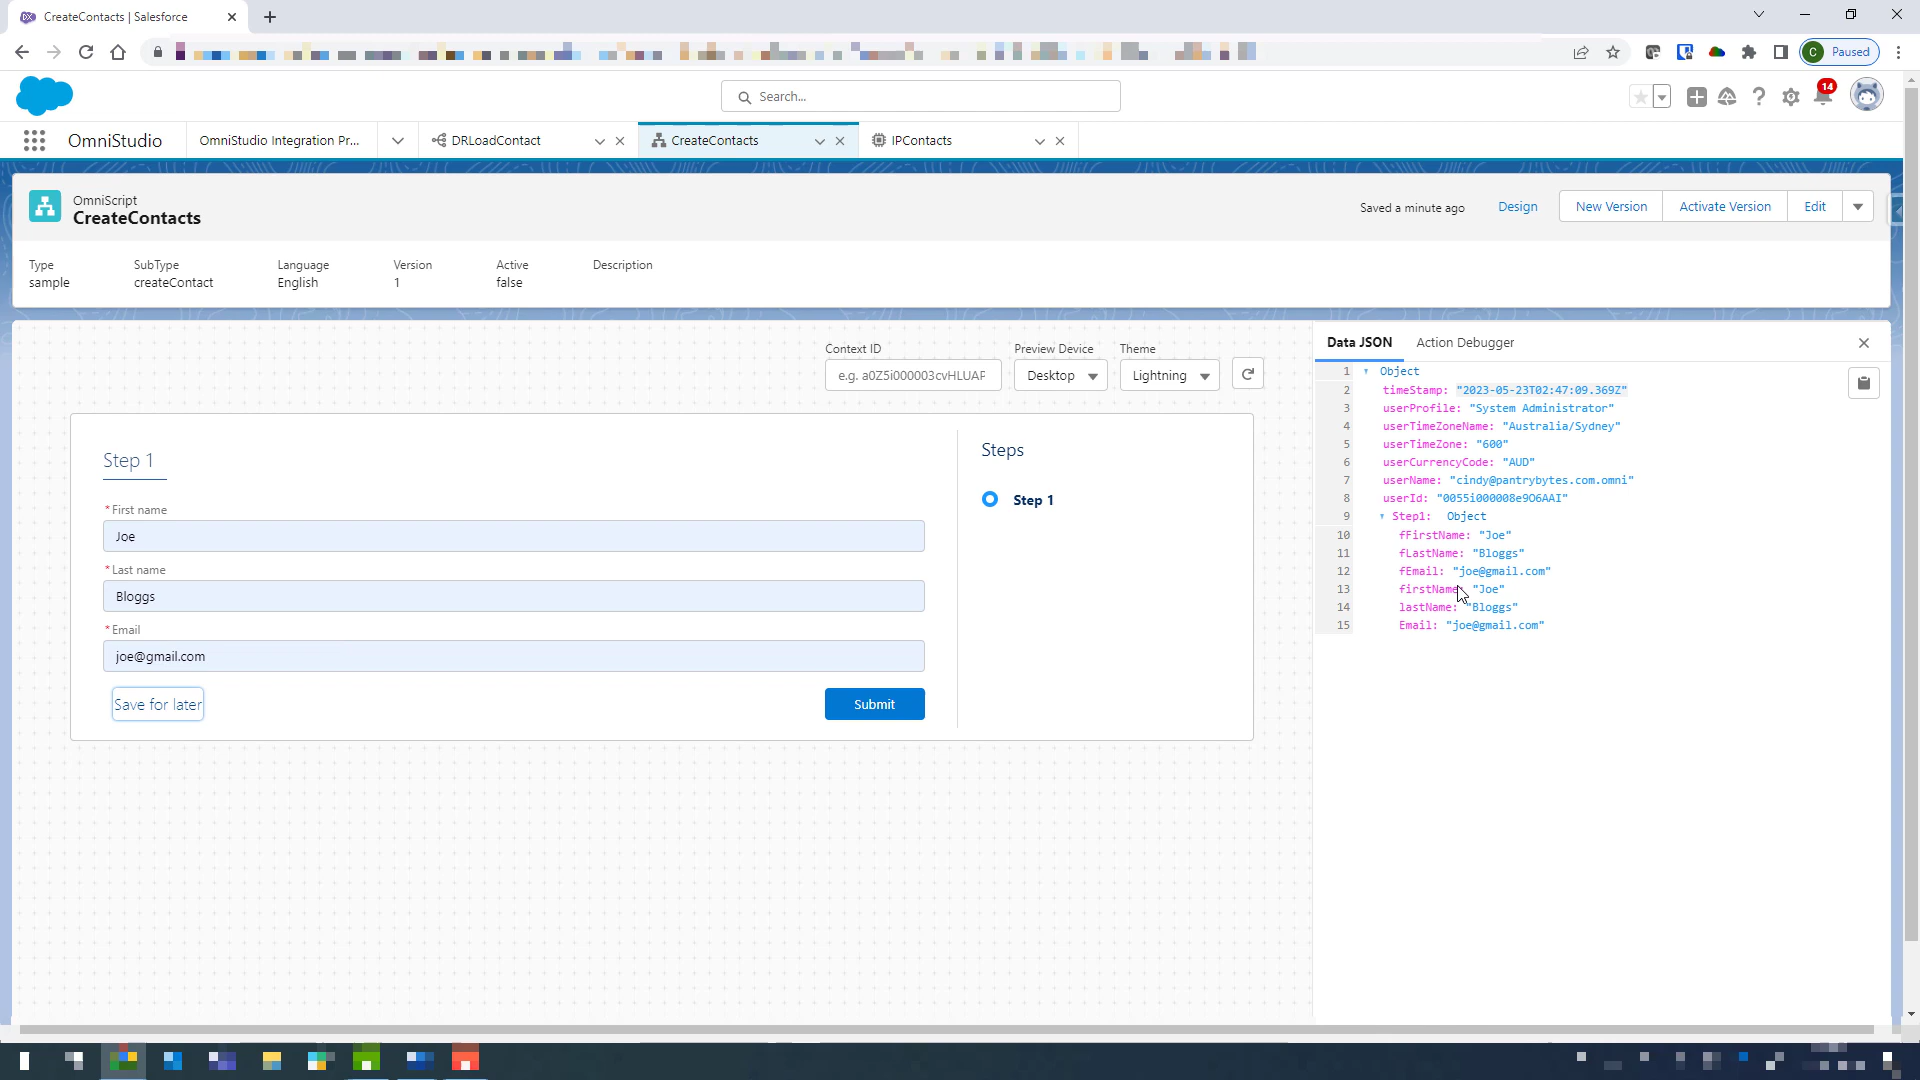 CreateContacts | Salesforce
C Paused
Search...
14
OmniStudio
OmniStudio Integration Pr...
DRLoadContact
CreateContacts
IPContacts
OmniScript
CreateContacts
Saved a minute ago
Design
New Version
Activate Version
Edit
Type
SubType
Language
Version
Active
Description
sample
createContact
English
1
false
Context ID
Preview Device
Theme
e.g. a0Z5i000003cvHLUAF
Desktop
Lightning
Step 1
*First name
Joe
*Last name
Bloggs
*Email
joe@gmail.com
Save for later
Submit
Steps
Step 1
Data JSON
Action Debugger
1 Object
2 timeStamp: "2023-05-23T02:47:09.369Z"
3 userProfile: "System Administrator"
4 userTimeZoneName: "Australia/Sydney"
5 userTimeZone: "600"
6 userCurrencyCode: "AUD"
7 userName: "cindy@pantrybytes.com.omni"
8 userId: "0055i000008e9O6AAI"
9 Step1: Object
10 fFirstName: "Joe"
11 fLastName: "Bloggs"
12 fEmail: "joe@gmail.com"
13 firstName: "Joe"
14 lastName: "Bloggs"
15 Email: "joe@gmail.com"